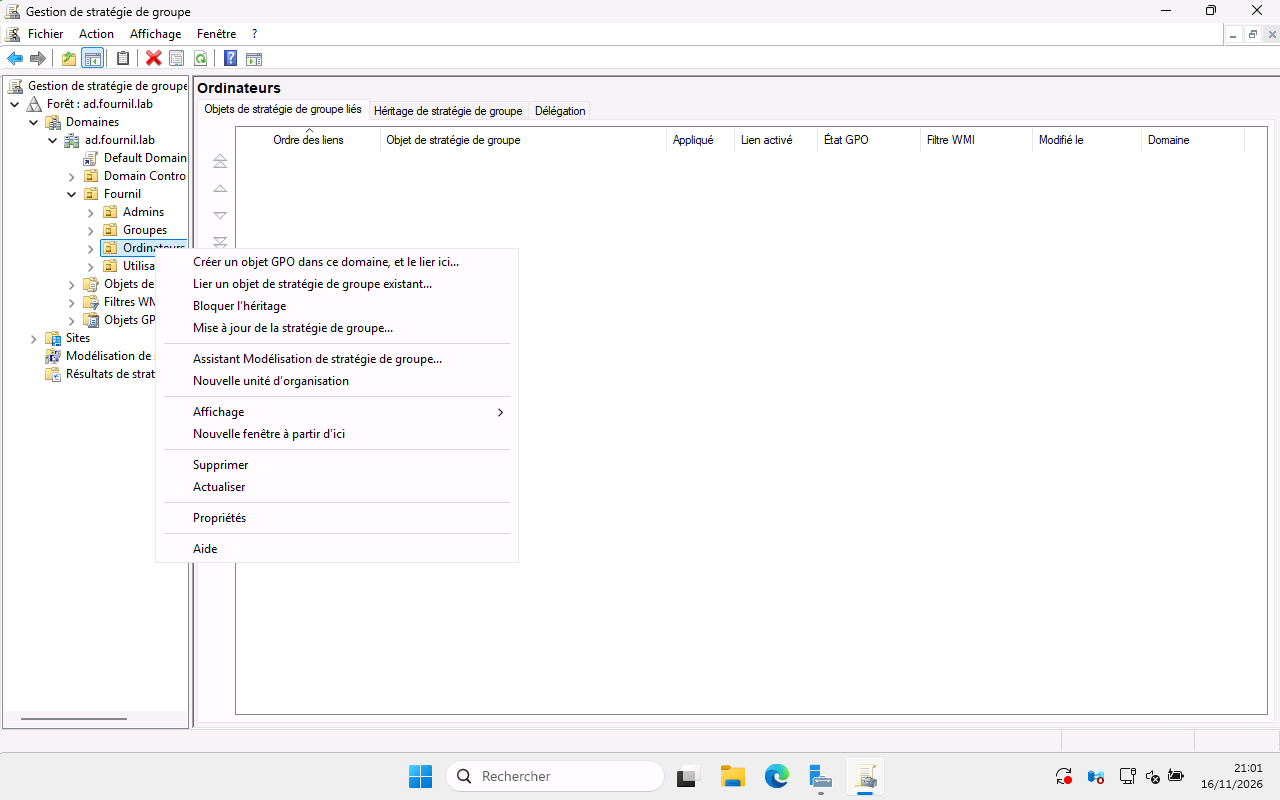 Gestion de stratégie de groupe
Fichier Action Affichage Fenêtre ?
Gestion de stratégie de groupe
Forêt : ad.fournil.lab
Domaines
ad.fournil.lab
Default Domain
Domain Contro
Fournil
Admins
Groupes
Ordinateurs
Utilisa
Objets de
Filtres WM
Objets GP
Sites
Modélisation de
Résultats de strat
Ordinateurs
Objets de stratégie de groupe liés Héritage de stratégie de groupe Délégation
Ordre des liens Objet de stratégie de groupe Appliqué Lien activé État GPO Filtre WMI Modifié le Domaine
Créer un objet GPO dans ce domaine, et le lier ici...
Lier un objet de stratégie de groupe existant...
Bloquer l’héritage
Mise à jour de la stratégie de groupe...
Assistant Modélisation de stratégie de groupe...
Nouvelle unité d’organisation
Affichage
Nouvelle fenêtre à partir d’ici
Supprimer
Actualiser
Propriétés
Aide
Rechercher
21:01
16/11/2026